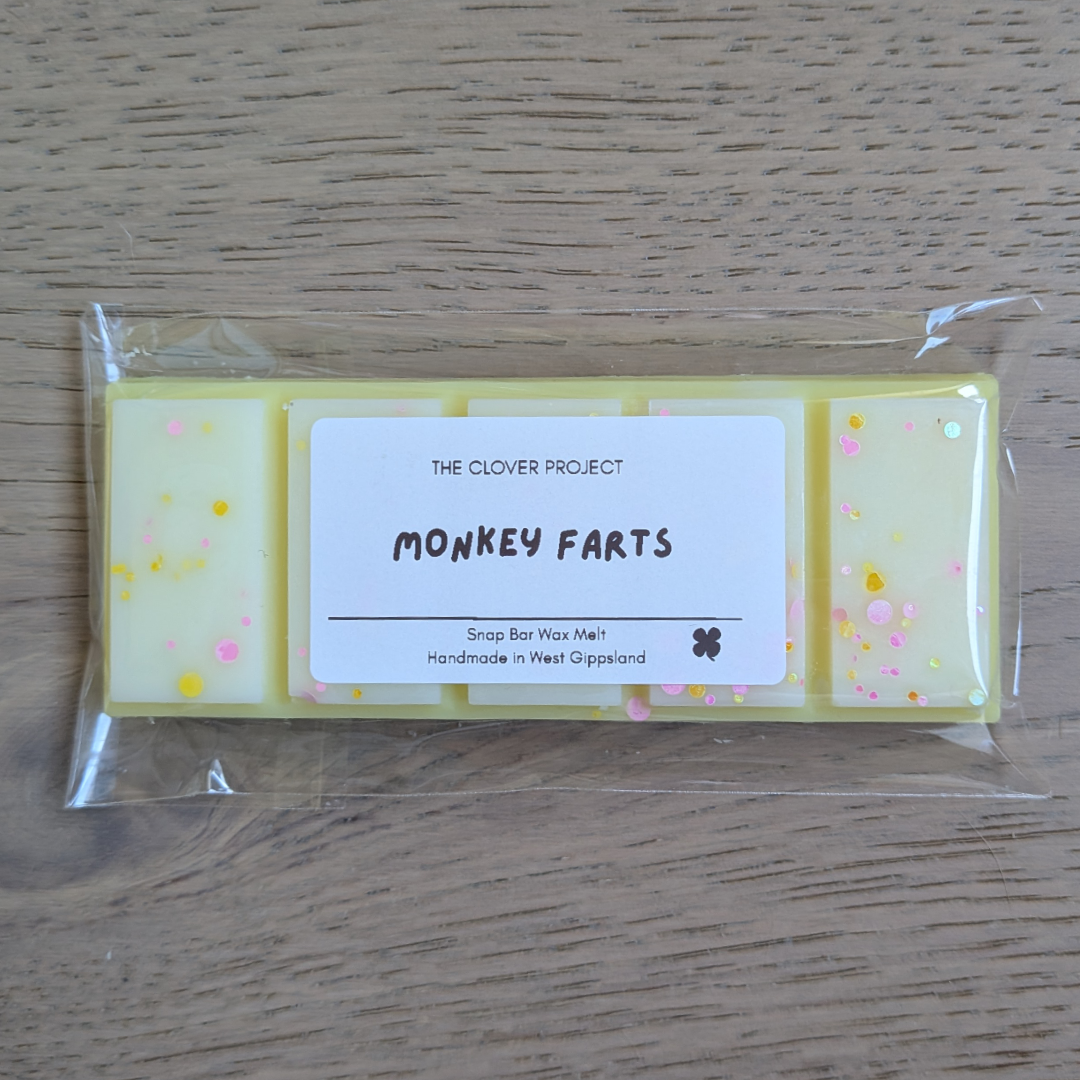 THE CLOVER PROJECT
MONKEY FARTS
Snap Bar Wax Melt
Handmade in West Gippsland